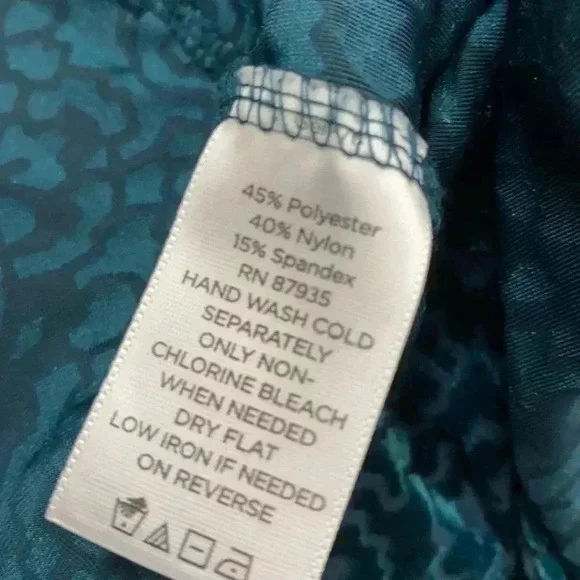 45% Polyester
40% Nylon
15% Spandex
RN 87935
HAND WASH COLD
SEPARATELY
ONLY NON-
CHLORINE BLEACH
WHEN NEEDED
DRY FLAT
LOW IRON IF NEEDED
ON REVERSE